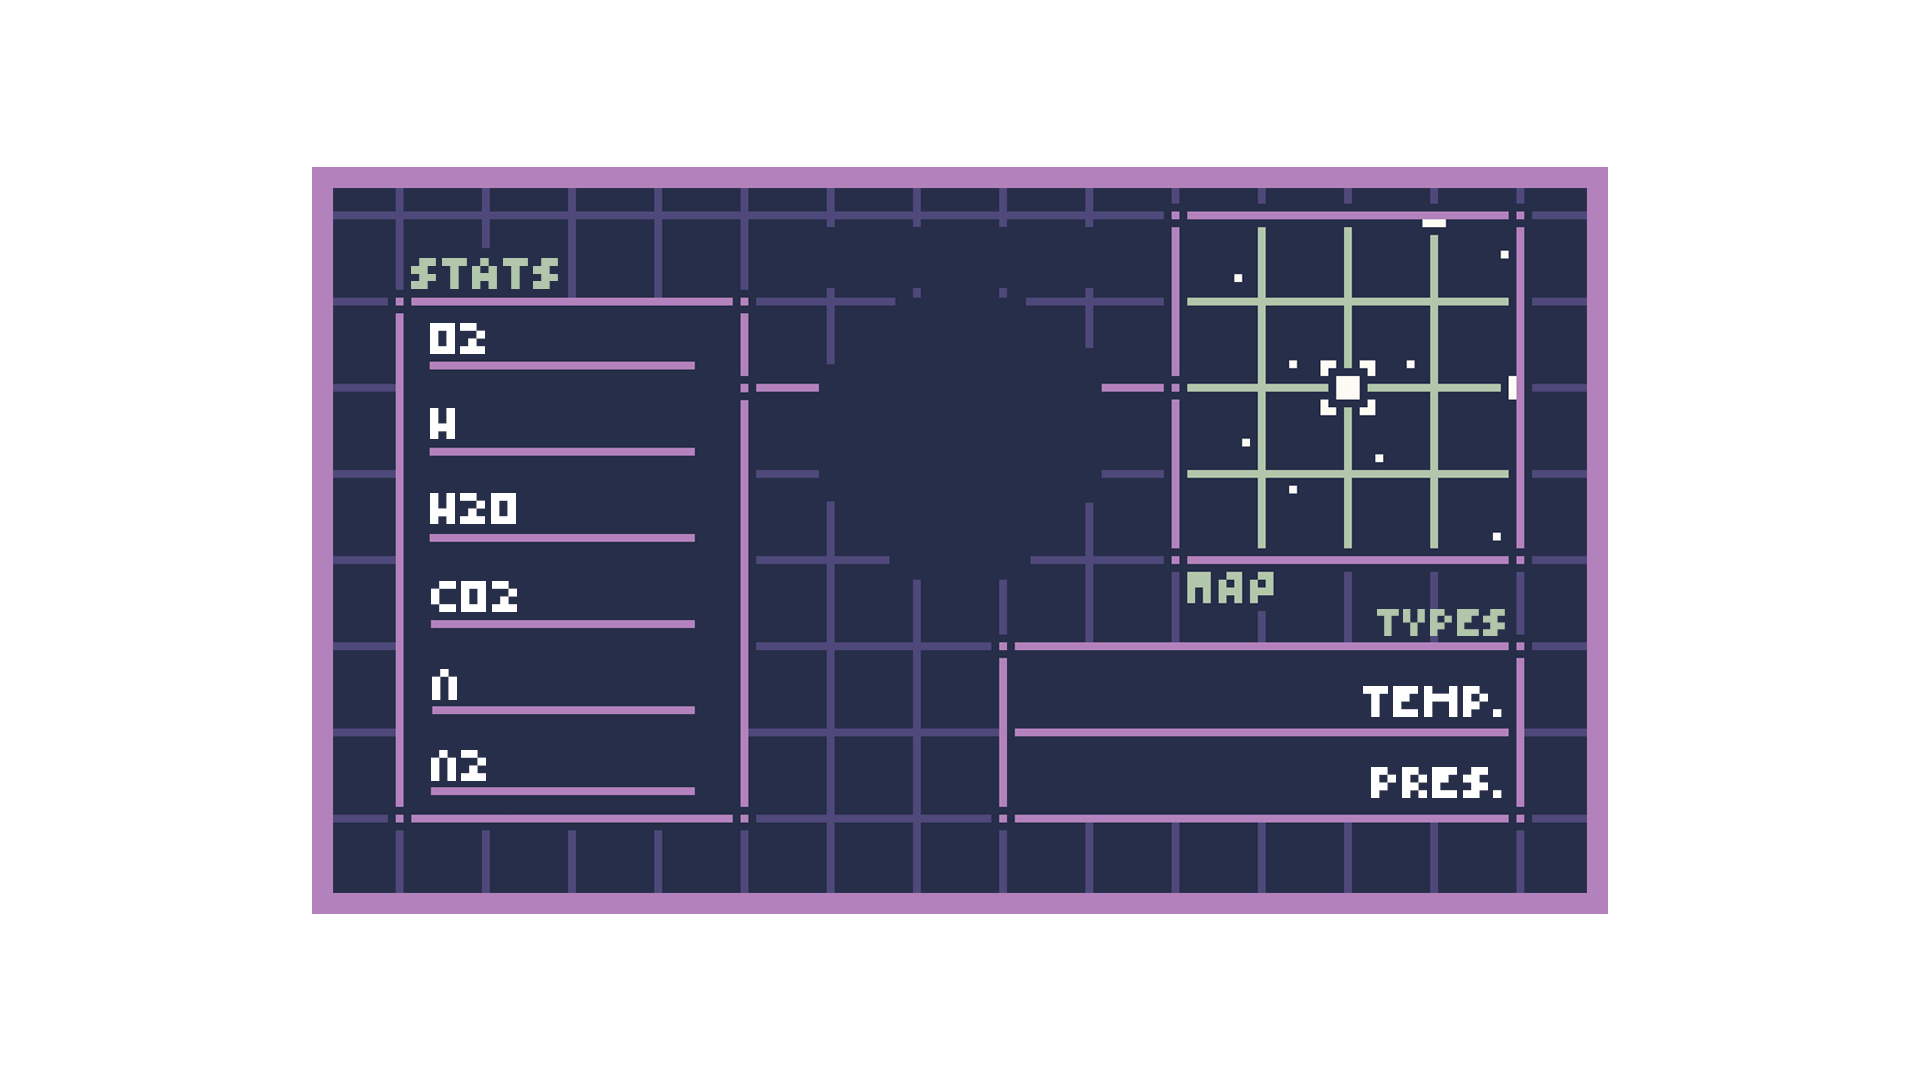 STATS
O2
H
H2O
CO2
N
N2
MAP
TYPES
TEMP.
PRES.